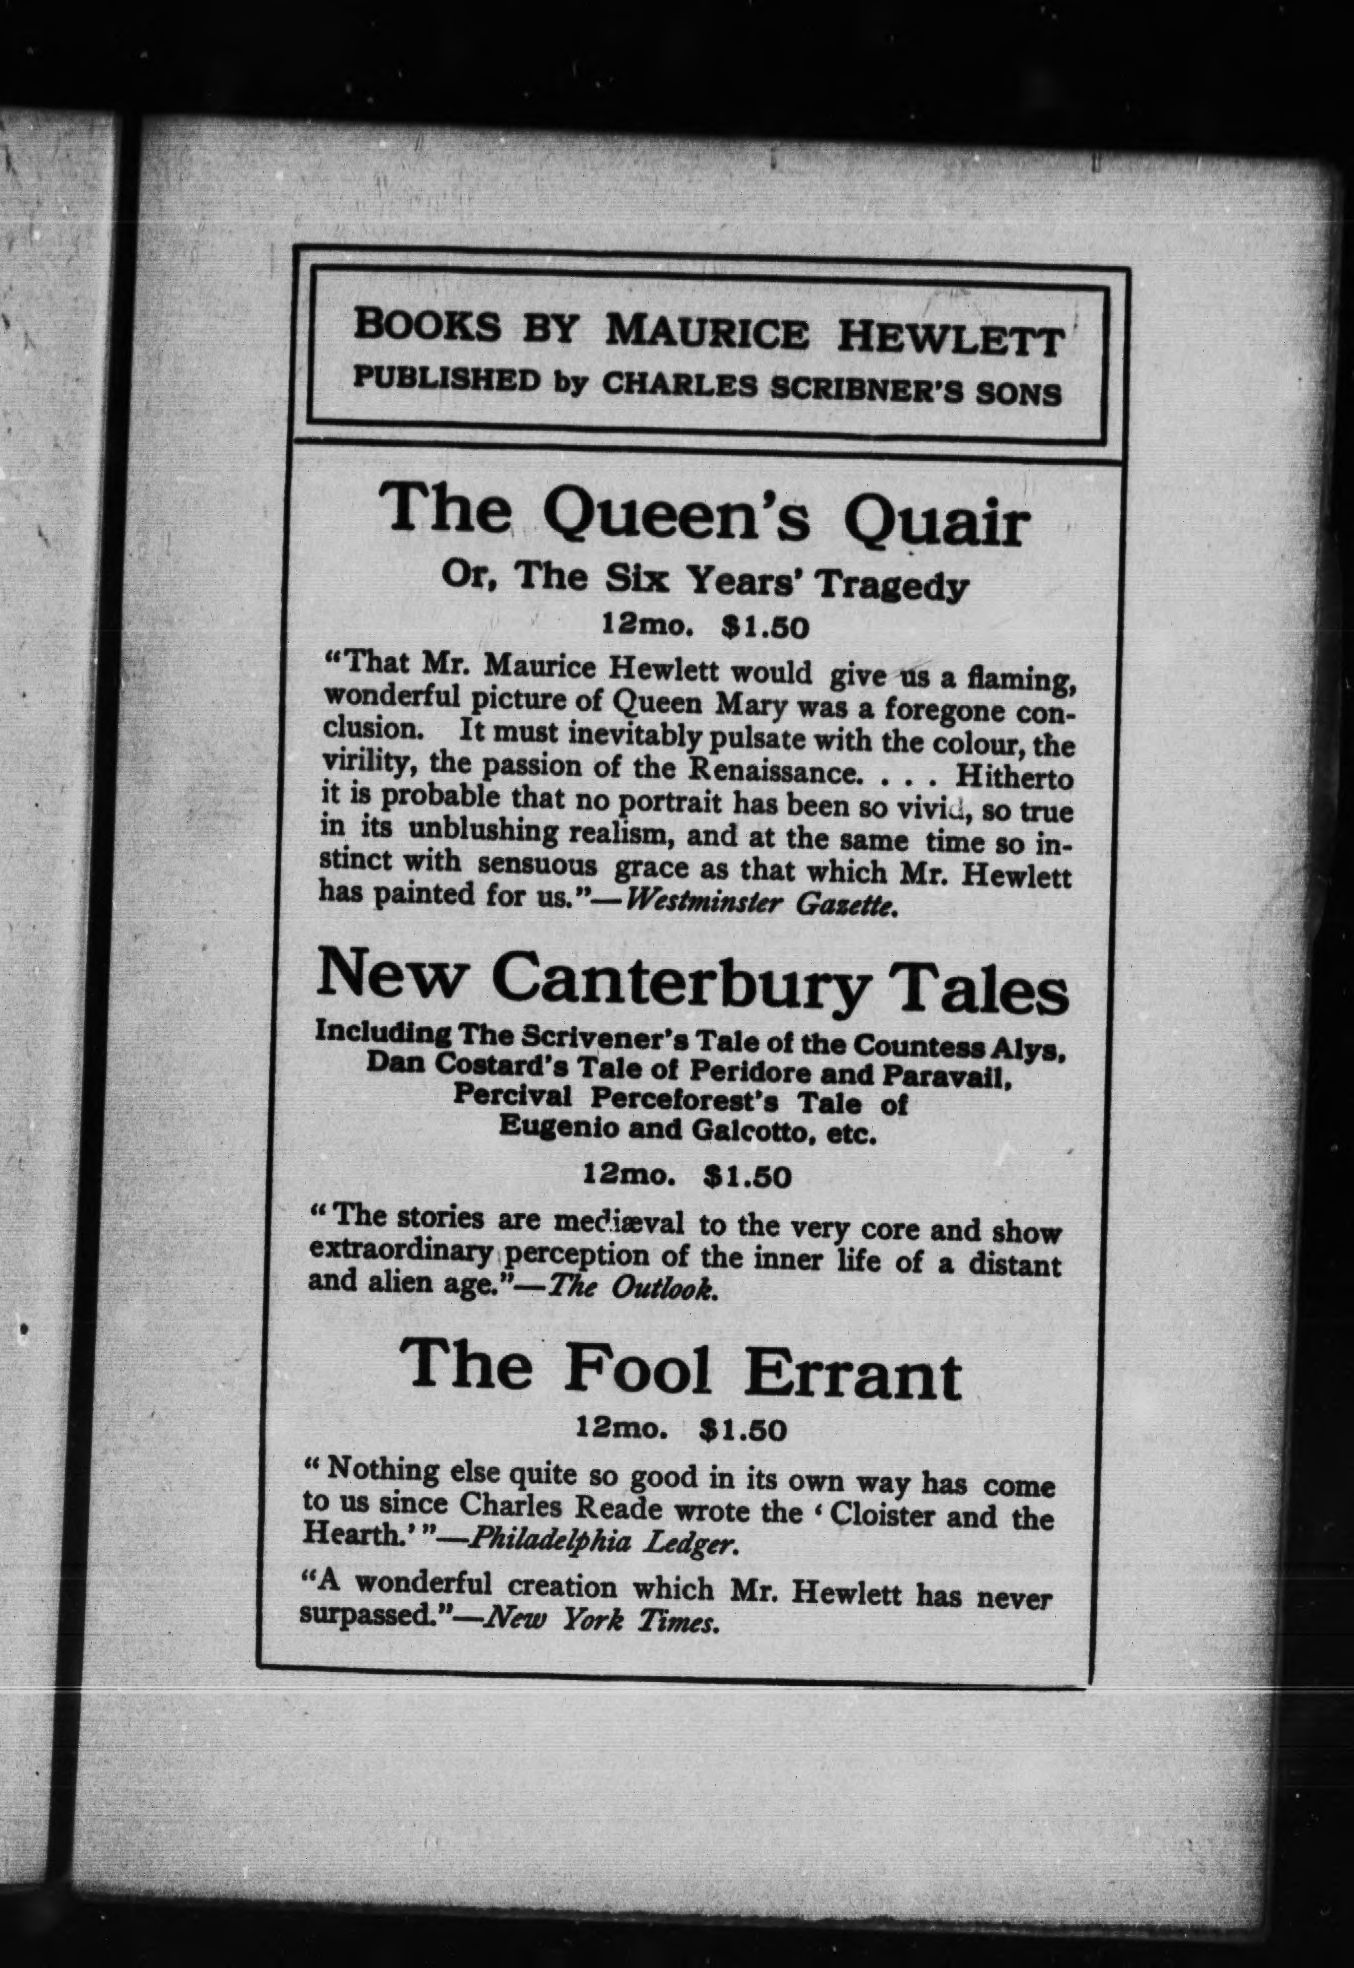 BOOKS BY MAURICE HEWLETT
PUBLISHED by CHARLES SCRIBNER'S SONS
The Queen's Quair
Or, The Six Years' Tragedy
12mo. $1.50
"That Mr. Maurice Hewlett would give us a flaming,
wonderful picture of Queen Mary was a foregone con-
clusion. It must inevitably pulsate with the colour, the
virility, the passion of the Renaissance. . . . Hitherto
it is probable that no portrait has been so vivid, so true
in its unblushing realism, and at the same time so in-
stinct with sensuous grace as that which Mr. Hewlett
has painted for us."—Westminster Gazette.
New Canterbury Tales
Including The Scrivener's Tale of the Countess Alys,
Dan Costard's Tale of Peridore and Paravail,
Percival Perceforest's Tale of
Eugenio and Galeotto, etc.
12mo. $1.50
"The stories are mediæval to the very core and show
extraordinary perception of the inner life of a distant
and alien age."—The Outlook.
The Fool Errant
12mo. $1.50
"Nothing else quite so good in its own way has come
to us since Charles Reade wrote the 'Cloister and the
Hearth.'"—Philadelphia Ledger.
"A wonderful creation which Mr. Hewlett has never
surpassed."—New York Times.